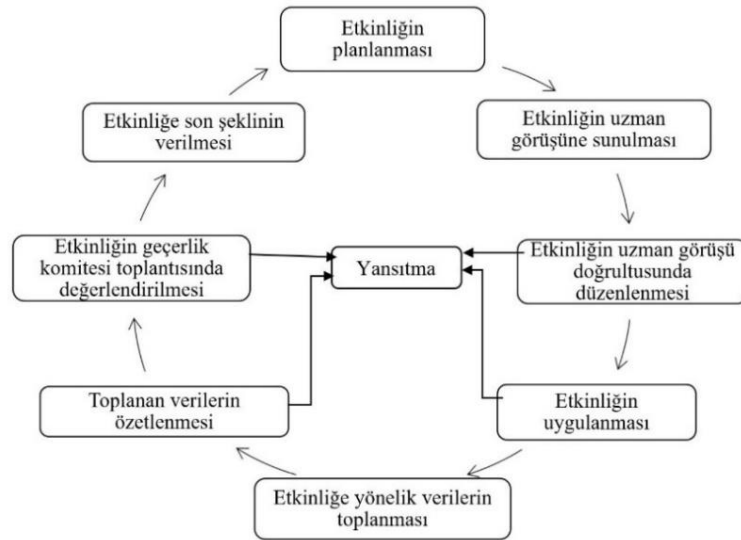 Etkinliğin
planlanması
Etkinliğin uzman
görüşüne sunulması
Etkinliğe son şeklinin
verilmesi
Etkinliğin geçerlik
komitesi toplantısında
değerlendirilmesi
Yansıtma
Etkinliğin uzman görüşü
doğrultusunda
düzenlenmesi
Toplanan verilerin
özetlenmesi
Etkinliğin
uygulanması
Etkinliğe yönelik verilerin
toplanması